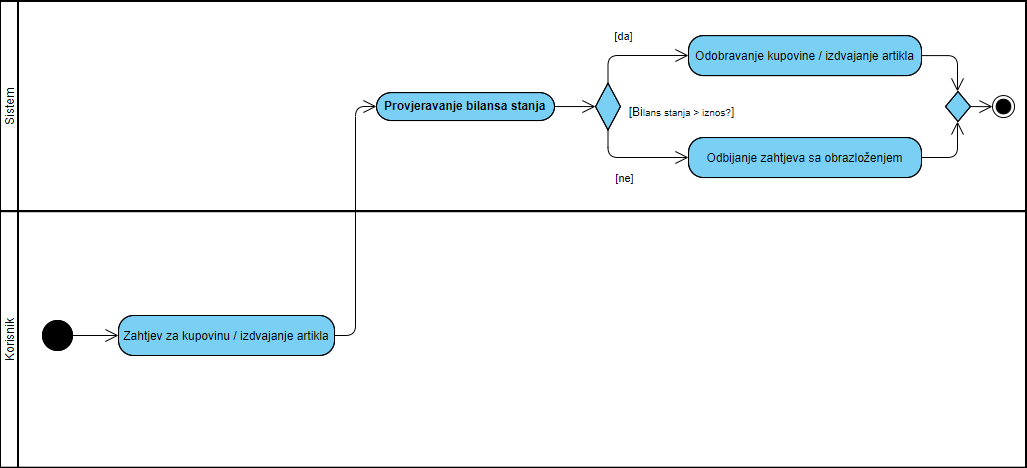 Sistem
[da]
Odobravanje kupovine / izdvajanje artikla
Provjeravanje bilansa stanja
[Bilans stanja > iznos?]
Odbijanje zahtjeva sa obrazloženjem
[ne]
Korisnik
Zahtjev za kupovinu / izdvajanje artikla